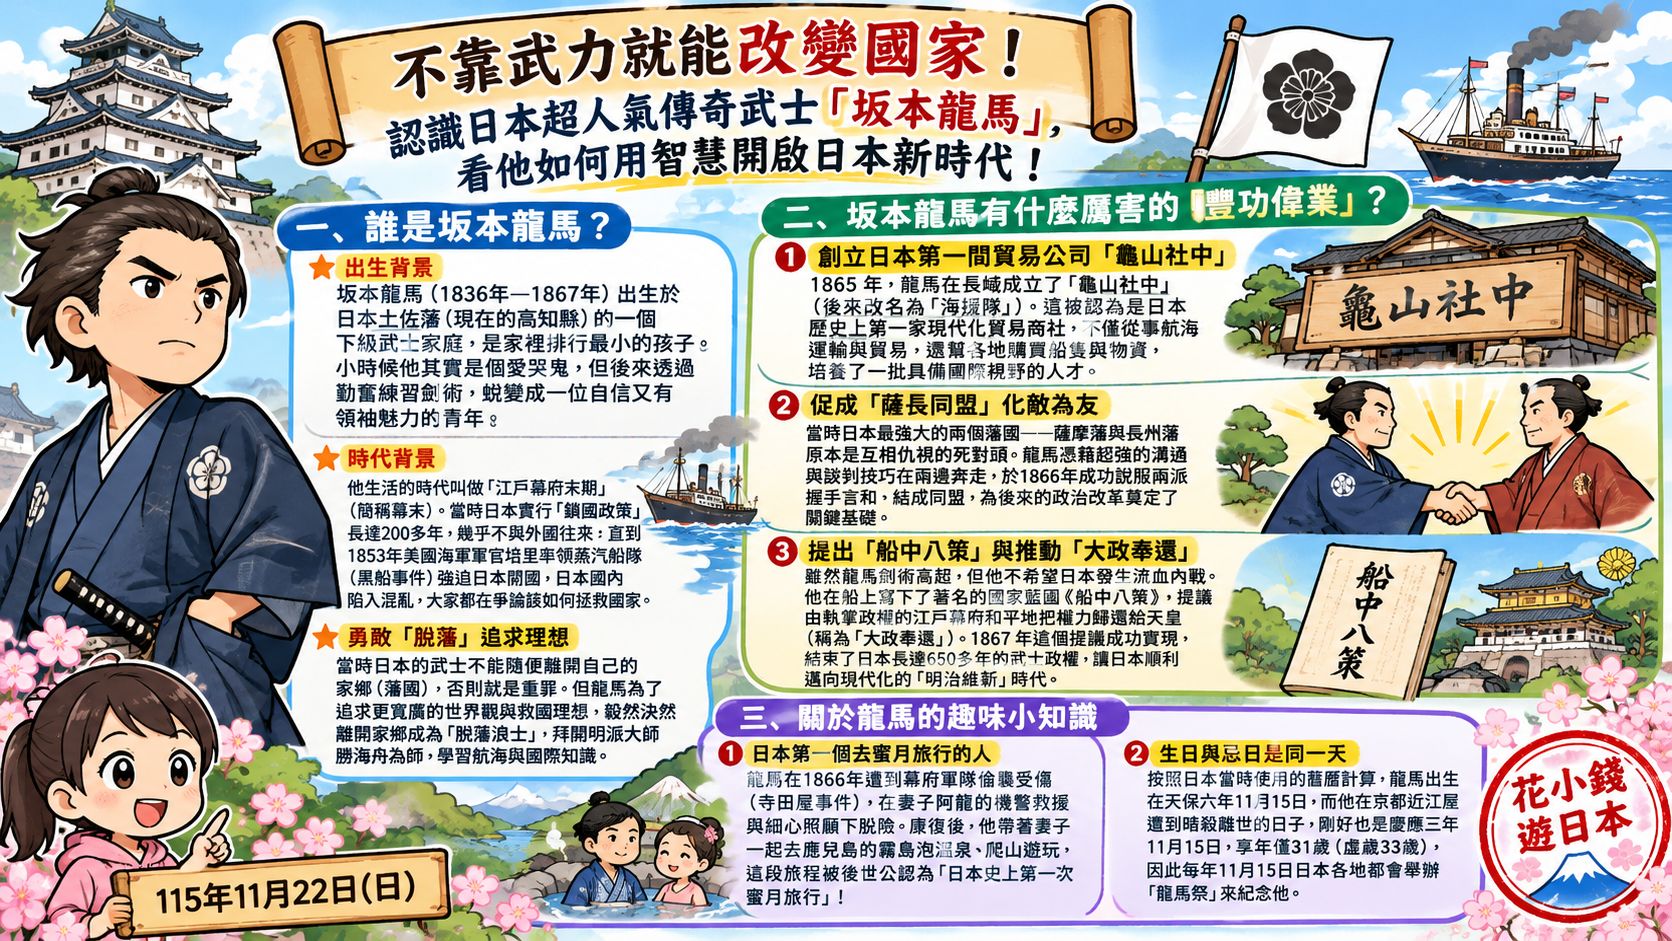 不靠武力就能改變國家！
認識日本超人氣傳奇武士「坂本龍馬」，
看他如何用智慧開啟日本新時代！
一、誰是坂本龍馬？
出生背景
坂本龍馬（1836年—1867年）出生於
日本土佐藩（現在的高知縣）的一個
下級武士家庭，是家裡排行最小的孩子。
小時候他其實是個愛哭鬼，但後來透過
勤奮練習劍術，蛻變成一位自信又有
領袖魅力的青年。
時代背景
他生活的時代叫做「江戶幕府末期」
（簡稱幕末）。當時日本實行「鎖國政策」
長達200多年，幾乎不與外國往來；直到
1853年美國海軍軍官培里率領蒸汽船隊
（黑船事件）強迫日本開國，日本國內
陷入混亂，大家都在爭論該如何拯救國家。
勇敢「脫藩」追求理想
當時日本的武士不能隨便離開自己的
家鄉（藩國），否則就是重罪。但龍馬為了
追求更寬廣的世界觀與救國理想，毅然決然
離開家鄉成為「脫藩浪士」，拜開明派大師
勝海舟為師，學習航海與國際知識。
二、坂本龍馬有什麼厲害的「豐功偉業」？
1 創立日本第一間貿易公司「龜山社中」
1865 年，龍馬在長成立了「龜山社中」
（後來改名為「海援隊」）。這被認為是日本
歷史上第一家現代化貿易商社，不僅從事航海
運輸與貿易，還幫各地購買船隻與物資，
培養了一批具備國際視野的人才。
龜山社中
2 促成「薩長同盟」化敵為友
當時日本最強大的兩個藩國——薩摩藩與長州藩
原本是互相仇視的死對頭。龍馬憑藉超強的溝通
與談判技巧在兩邊奔走，於1866年成功說服兩派
握手言和，結成同盟，為後來的政治改革奠定了
關鍵基礎。
3 提出「船中八策」與推動「大政奉還」
雖然龍馬劍術高超，但他不希望日本發生流血內戰。
他在船上寫下了著名的國家藍圖《船中八策》，提議
由執掌政權的江戶幕府和平地把權力歸還給天皇
（稱為「大政奉還」）。1867 年這個提議成功實現，
結束了日本長達650多年的武士政權，讓日本順利
邁向現代化的「明治維新」時代。
船中八策
三、關於龍馬的趣味小知識
1 日本第一個去蜜月旅行的人
龍馬在1866年遭到幕府軍隊偷襲受傷
（寺田屋事件），在妻子阿龍的機警救援
與細心照顧下脫險。康復後，他帶著妻子
一起去鹿兒島的霧島泡溫泉、爬山遊玩，
這段旅程被後世公認為「日本史上第一次
蜜月旅行」！
2 生日與忌日是同一天
按照日本當時使用的舊曆計算，龍馬出生
在天保六年11月15日，而他在京都近江屋
遭到暗殺離世的日子，剛好也是慶應三年
11月15日，享年僅31歲（虛歲33歲），
因此每年11月15日日本各地都會舉辦
「龍馬祭」來紀念他。
115年11月22日(日)
花小錢
遊日本